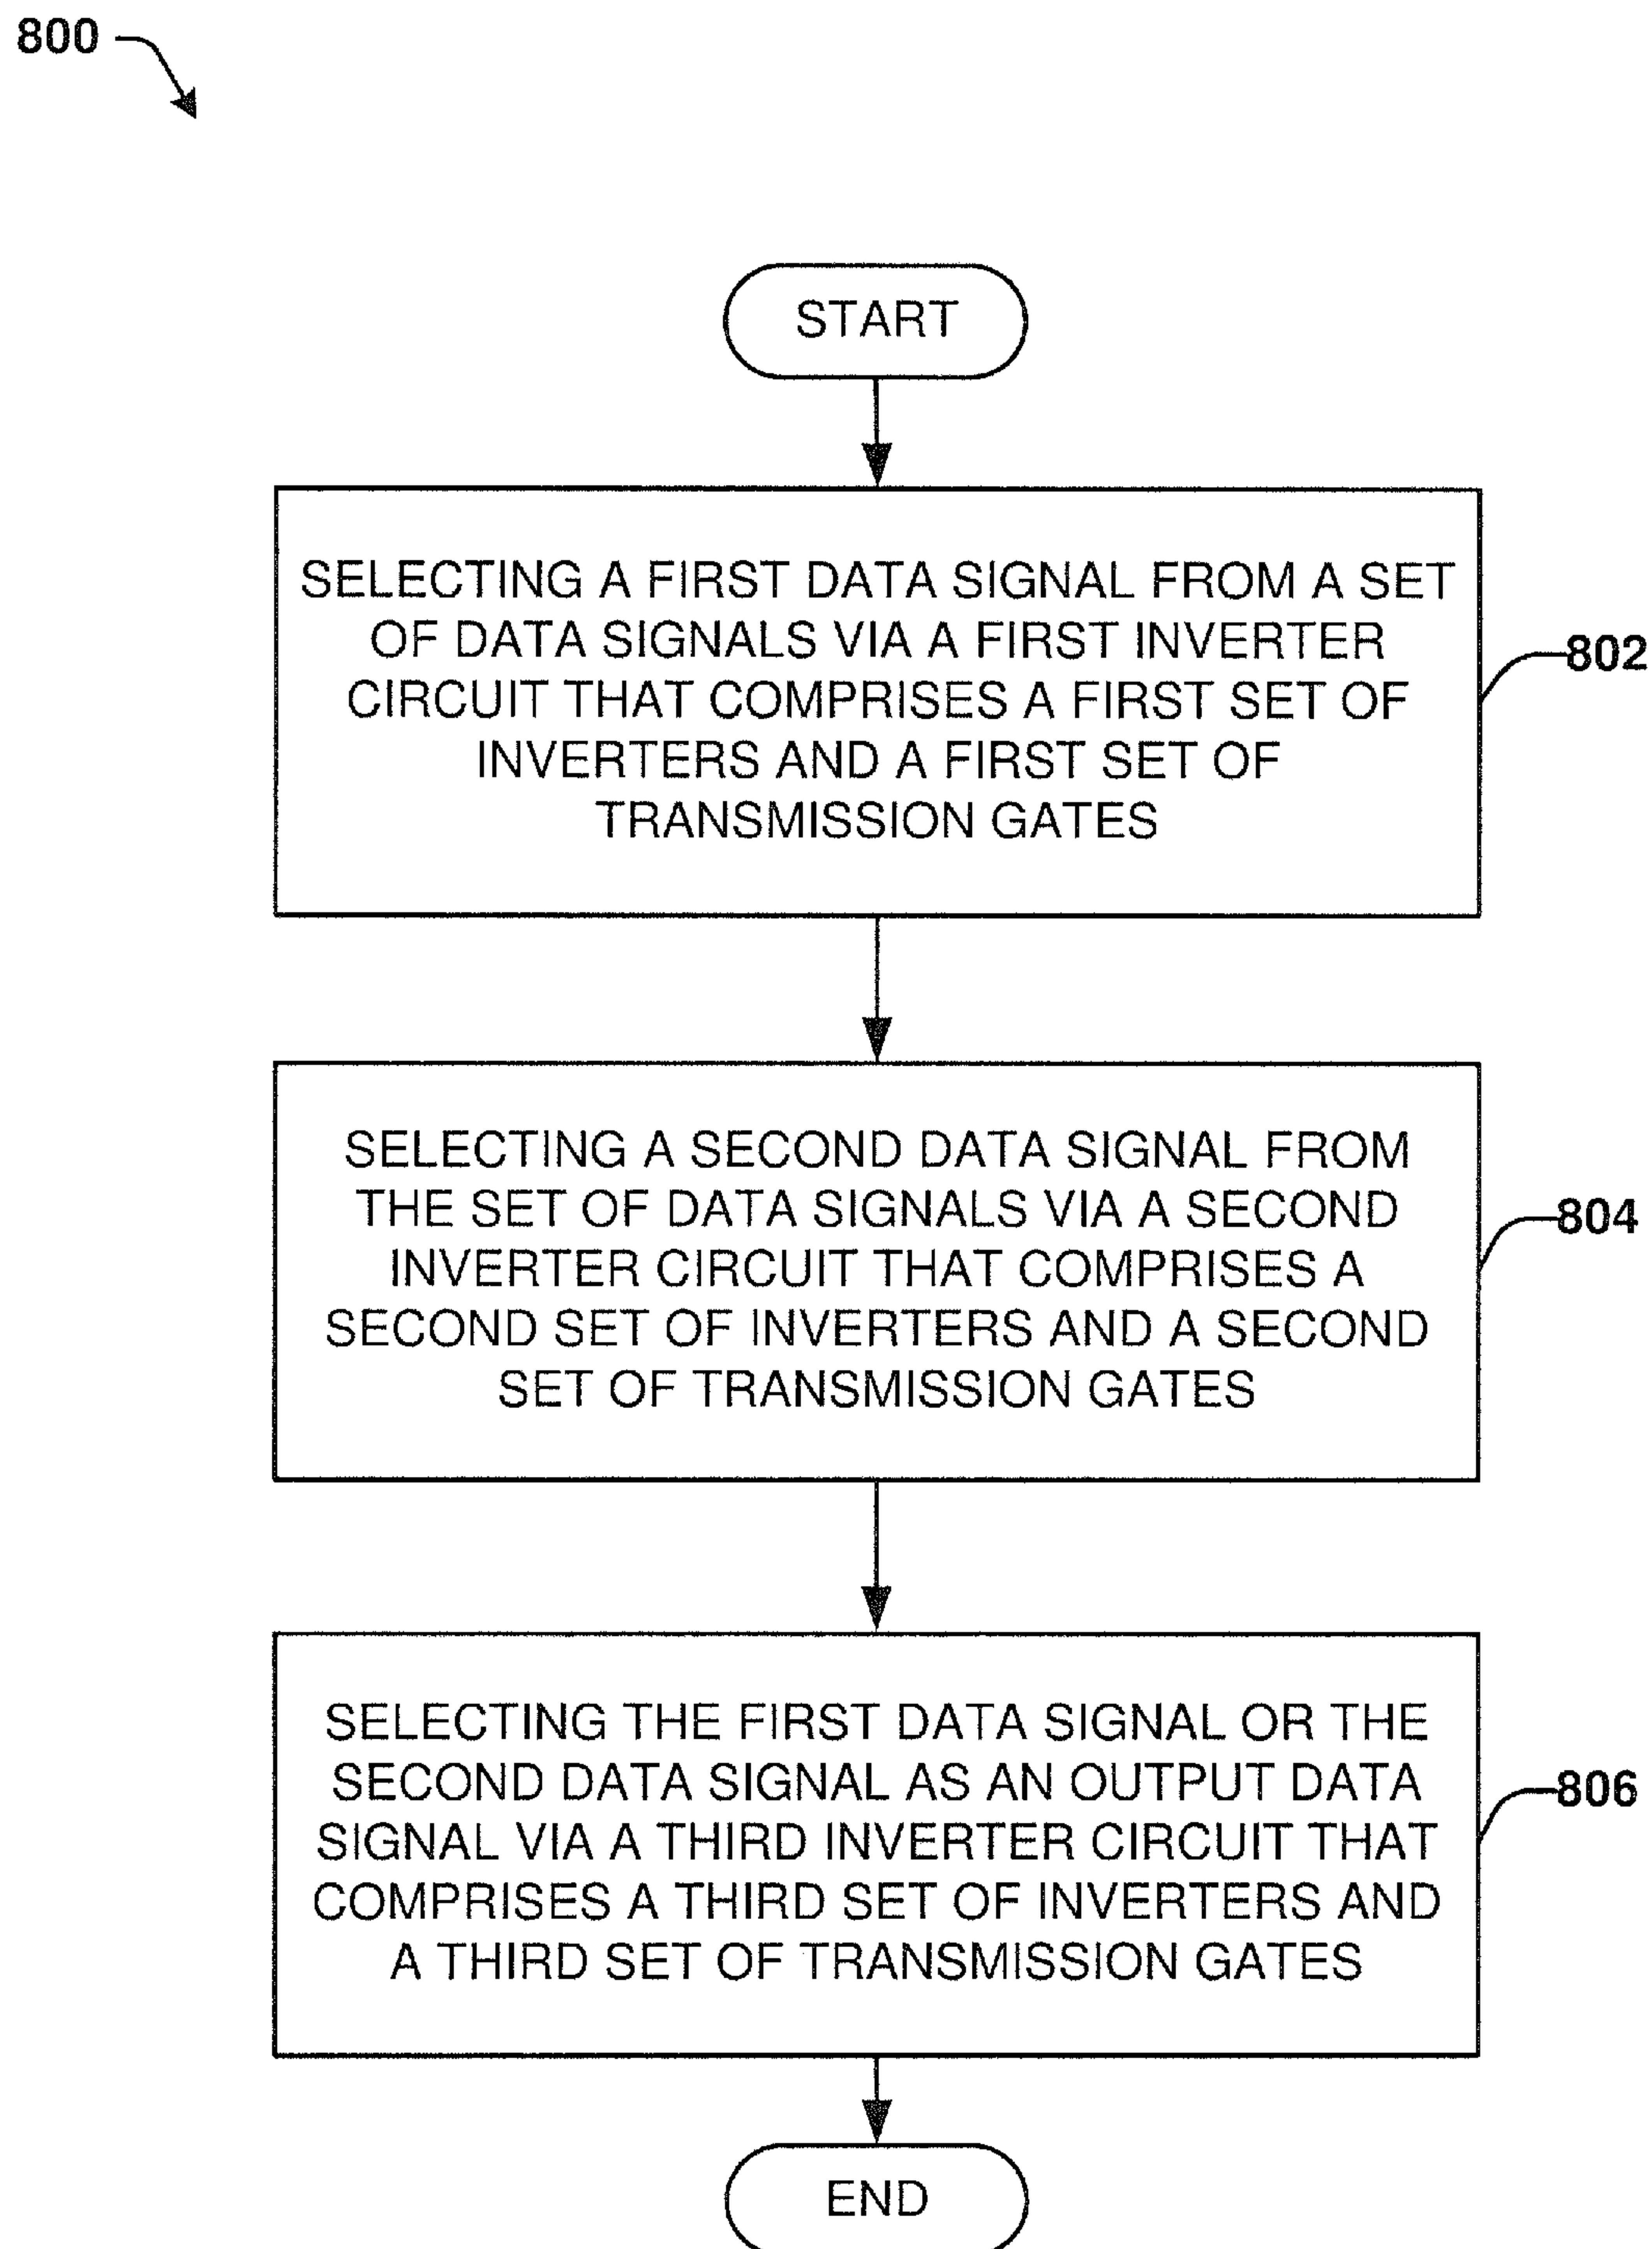 800
START
SELECTING A FIRST DATA SIGNAL FROM A SET
OF DATA SIGNALS VIA A FIRST INVERTER
CIRCUIT THAT COMPRISES A FIRST SET OF
INVERTERS AND A FIRST SET OF
TRANSMISSION GATES
802
SELECTING A SECOND DATA SIGNAL FROM
THE SET OF DATA SIGNALS VIA A SECOND
INVERTER CIRCUIT THAT COMPRISES A
SECOND SET OF INVERTERS AND A SECOND
SET OF TRANSMISSION GATES
804
SELECTING THE FIRST DATA SIGNAL OR THE
SECOND DATA SIGNAL AS AN OUTPUT DATA
SIGNAL VIA A THIRD INVERTER CIRCUIT THAT
COMPRISES A THIRD SET OF INVERTERS AND
A THIRD SET OF TRANSMISSION GATES
806
END